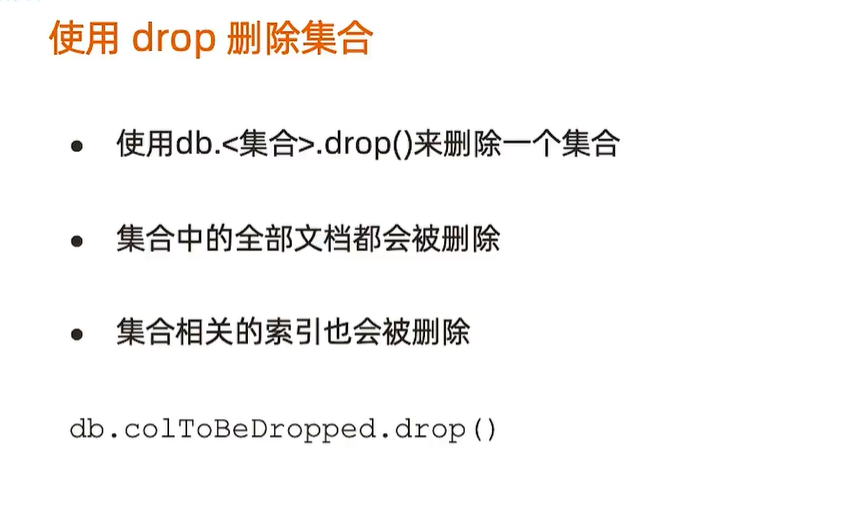 使用 drop 删除集合
• 使用db.<集合>.drop()来删除一个集合
• 集合中的全部文档都会被删除
• 集合相关的索引也会被删除
db.colToBeDropped.drop()